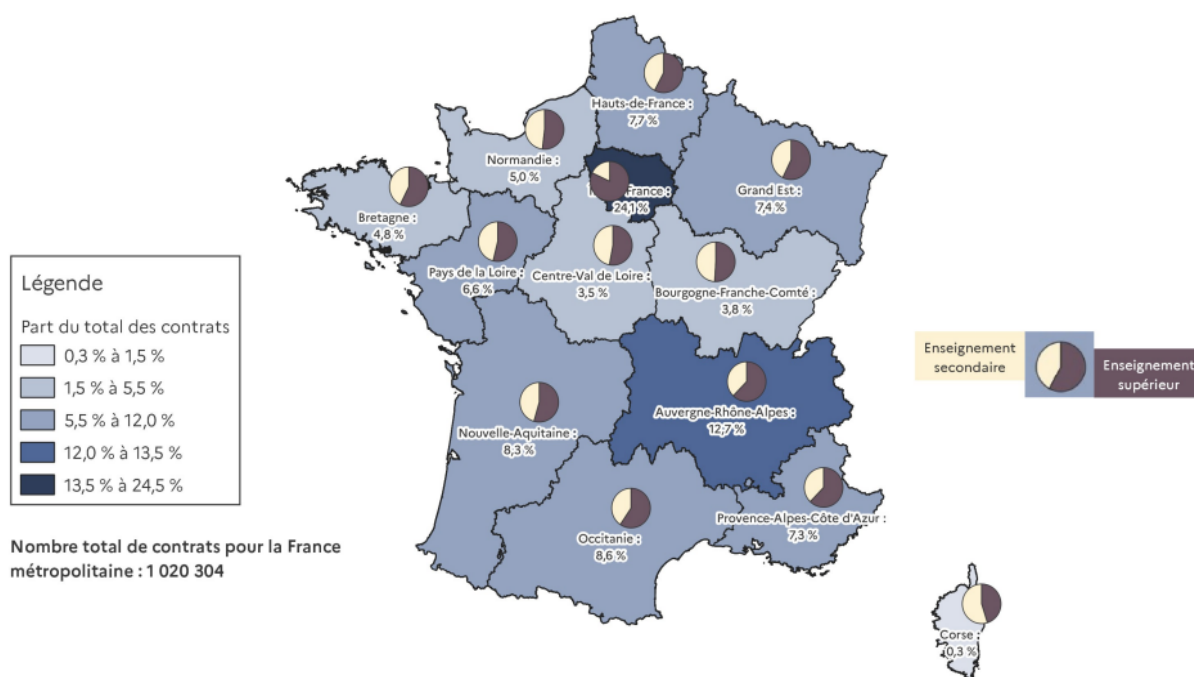 Hauts-de-France :
7,7 %
Normandie :
5,0 %
France :
24,1 %
Grand Est :
7,4 %
Bretagne :
4,8 %
Pays de la Loire :
6,6 %
Centre-Val de Loire :
3,5 %
Bourgogne-Franche-Comté :
3,8 %
Légende
Part du total des contrats
0,3 % à 1,5 %
1,5 % à 5,5 %
5,5 % à 12,0 %
12,0 % à 13,5 %
13,5 % à 24,5 %
Enseignement
secondaire
Enseignement
supérieur
Auvergne-Rhône-Alpes :
12,7 %
Nouvelle-Aquitaine :
8,3 %
Provence-Alpes-Côte d'Azur :
7,3 %
Occitanie :
8,6 %
Nombre total de contrats pour la France
métropolitaine : 1 020 304
Corse :
0,3 %